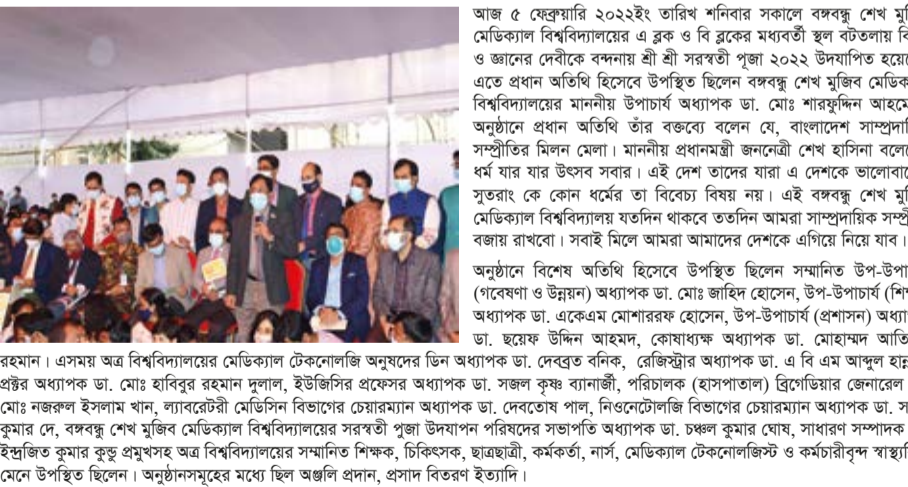 আজ ৫ ফেব্রুয়ারি ২০২২ইং তারিখ শনিবার সকালে বঙ্গবন্ধু শেখ
মেডিক্যাল বিশ্ববিদ্যালয়ের এ ব্লক ও বি ব্লকের মধ্যবর্তী স্থল বটতলায়
ও জ্ঞানের দেবীকে বন্দনায় শ্রী শ্রী সরস্বতী পূজা ২০২২ উদযাপিত
এতে প্রধান অতিথি হিসেবে উপস্থিত ছিলেন বঙ্গবন্ধু শেখ মুজিব
বিশ্ববিদ্যালয়ের মাননীয় উপাচার্য অধ্যাপক ডা. মোঃ শারফুদ্দিন
অনুষ্ঠানে প্রধান অতিথি তাঁর বক্তব্যে বলেন যে, বাংলাদেশ
সম্প্রীতির মিলন মেলা। মাননীয় প্রধানমন্ত্রী জননেত্রী শেখ হাসিনা
ধর্ম যার যার উৎসব সবার। এই দেশ তাদের যারা এ দেশকে
সুতরাং কে কোন ধর্মের তা বিবেচ্য বিষয় নয়। এই বঙ্গবন্ধু শেখ
মেডিক্যাল বিশ্ববিদ্যালয় যতদিন থাকবে ততদিন আমরা সাম্প্রদায়িক
বজায় রাখবো। সবাই মিলে আমরা আমাদের দেশকে এগিয়ে নিয়ে যাব।
অনুষ্ঠানে বিশেষ অতিথি হিসেবে উপস্থিত ছিলেন সম্মানিত
(গবেষণা ও উন্নয়ন) অধ্যাপক ডা. মোঃ জাহিদ হোসেন, উপ-উপাচার্য
অধ্যাপক ডা. একেএম মোশাররফ হোসেন, উপ-উপাচার্য (প্রশাসন)
ডা. ছয়েফ উদ্দিন আহমদ, কোষাধ্যক্ষ অধ্যাপক ডা. মোহাম্মদ
রহমান। এসময় অত্র বিশ্ববিদ্যালয়ের মেডিক্যাল টেকনোলজি অনুষদের ডিন অধ্যাপক ডা. দেবব্রত বনিক, রেজিস্ট্রার অধ্যাপক ডা. এ বি এম আব্দুল
প্রক্টর অধ্যাপক ডা. মোঃ হাবিবুর রহমান দুলাল, ইউজিসির প্রফেসর অধ্যাপক ডা. সজল কৃষ্ণ ব্যানার্জী, পরিচালক (হাসপাতাল) ব্রিগেডিয়ার জেনারেল
মোঃ নজরুল ইসলাম খান, ল্যাবরেটরী মেডিসিন বিভাগের চেয়ারম্যান অধ্যাপক ডা. দেবতোষ পাল, নিওনেটোলজি বিভাগের চেয়ারম্যান অধ্যাপক ডা.
কুমার দে, বঙ্গবন্ধু শেখ মুজিব মেডিক্যাল বিশ্ববিদ্যালয়ের সরস্বতী পুজা উদযাপন পরিষদের সভাপতি অধ্যাপক ডা. চঞ্চল কুমার ঘোষ, সাধারণ সম্পাদক
ইন্দ্রজিত কুমার কুন্ডু প্রমুখসহ অত্র বিশ্ববিদ্যালয়ের সম্মানিত শিক্ষক, চিকিৎসক, ছাত্রছাত্রী, কর্মকর্তা, নার্স, মেডিক্যাল টেকনোলজিস্ট ও কর্মচারীবৃন্দ
মেনে উপস্থিত ছিলেন। অনুষ্ঠানসমূহের মধ্যে ছিল অঞ্জলি প্রদান, প্রসাদ বিতরণ ইত্যাদি।